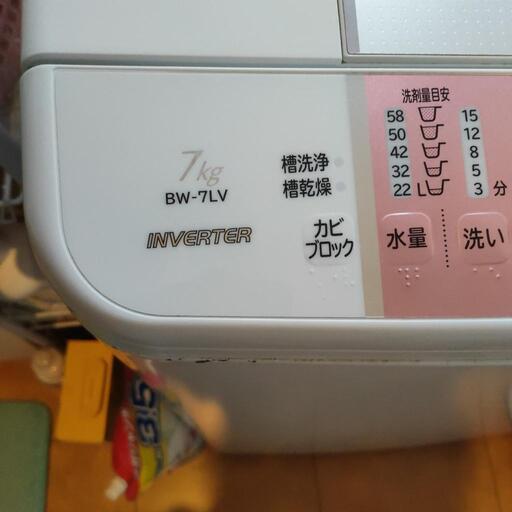 7kg
BW-7LV
INVERTER
槽洗浄
槽乾燥
カビ
ブロック
洗剤量目安
58 15
50 12
42 8
32 5
22 L 3 分
水量
洗い